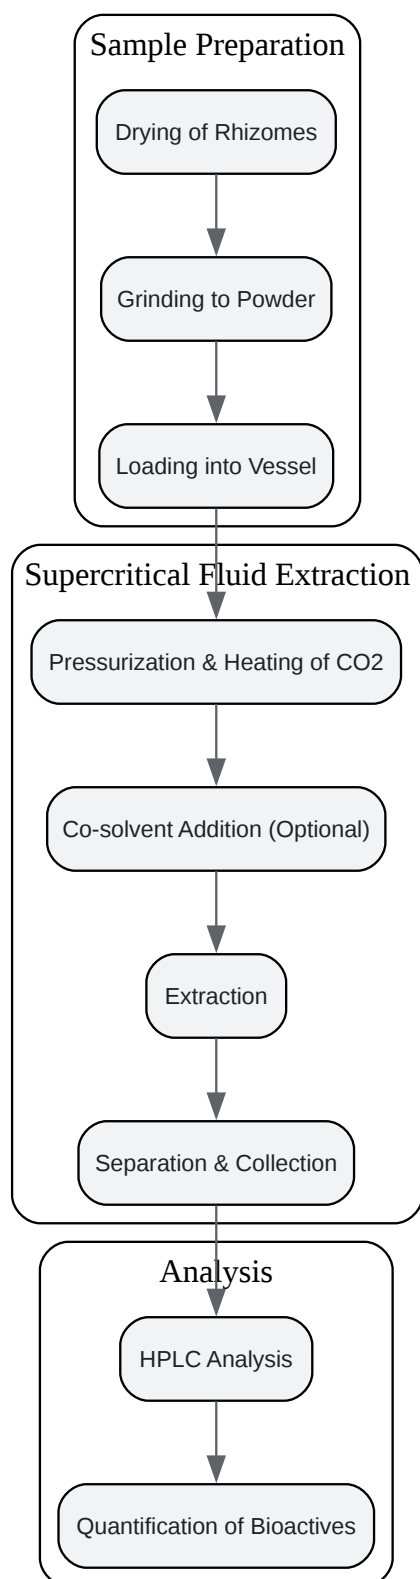 Sample Preparation
Drying of Rhizomes
Grinding to Powder
Loading into Vessel
Supercritical Fluid Extraction
Pressurization & Heating of CO2
Co-solvent Addition (Optional)
Extraction
Separation & Collection
Analysis
HPLC Analysis
Quantification of Bioactives